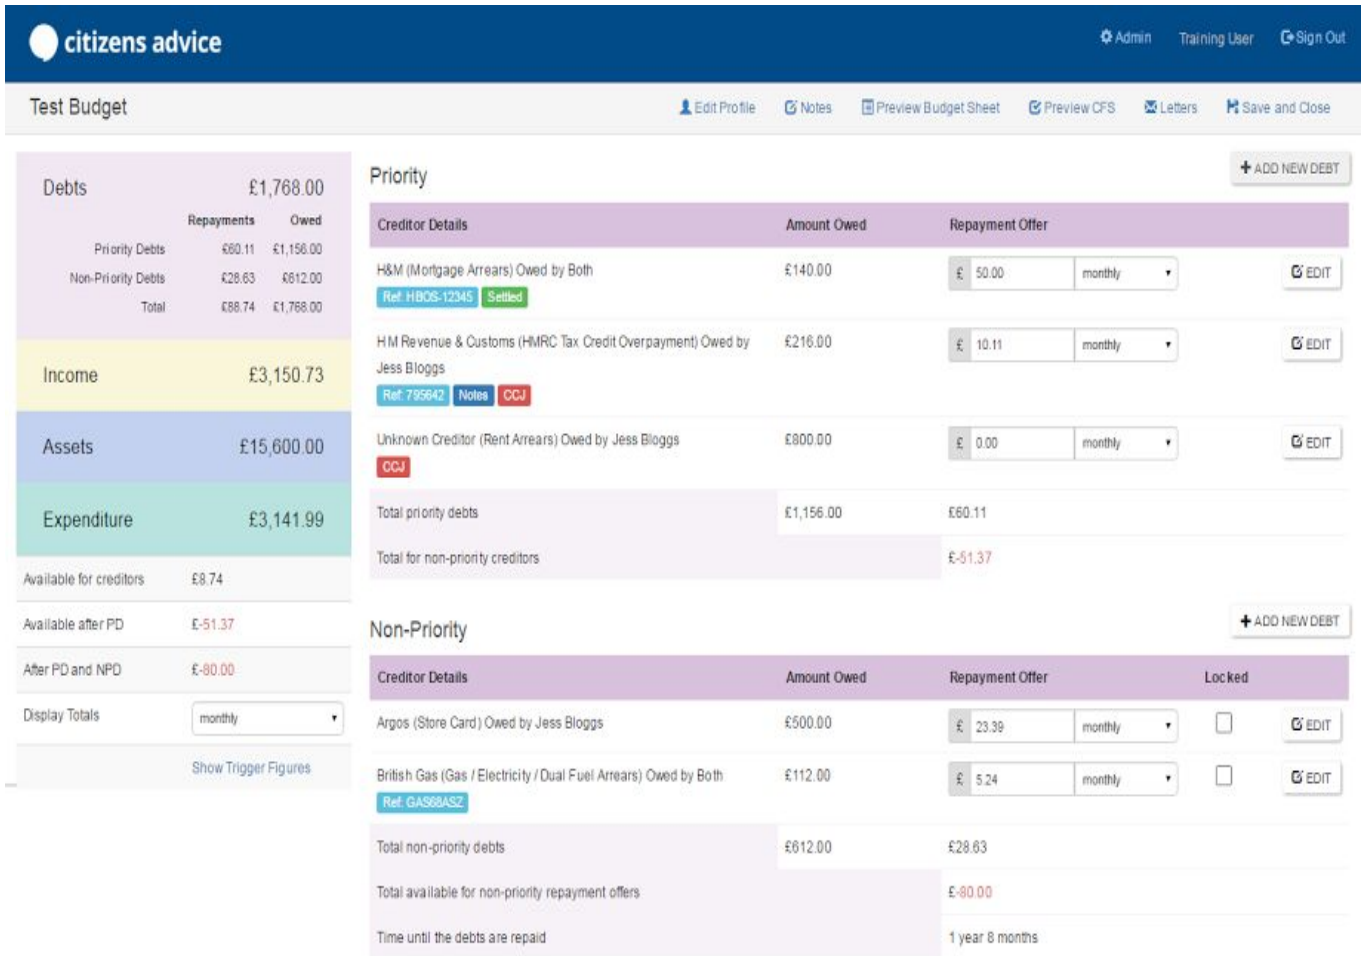 citizens advice
Admin Training User Sign Out
Test Budget
Edit Profile Notes Preview Budget Sheet Preview CFS Letters Save and Close
Debts £1,768.00
Repayments Owed
Priority Debts £60.11 £1,156.00
Non-Priority Debts £28.63 £612.00
Total £88.74 £1,768.00
Income £3,150.73
Assets £15,600.00
Expenditure £3,141.99
Available for creditors £8.74
Available after PD £-51.37
After PD and NPD £-80.00
Display Totals monthly
Show Trigger Figures
Priority
+ ADD NEW DEBT
Creditor Details Amount Owed Repayment Offer
H&M (Mortgage Arrears) Owed by Both £140.00 £ 50.00 monthly EDIT
Ref: HBOS-12345 Settled
HM Revenue & Customs (HMRC Tax Credit Overpayment) Owed by £216.00 £ 10.11 monthly EDIT
Jess Bloggs
Ref: 795642 Notes CCJ
Unknown Creditor (Rent Arrears) Owed by Jess Bloggs £800.00 £ 0.00 monthly EDIT
CCJ
Total priority debts £1,156.00 £60.11
Total for non-priority creditors £-51.37
Non-Priority
+ ADD NEW DEBT
Creditor Details Amount Owed Repayment Offer Locked
Argos (Store Card) Owed by Jess Bloggs £500.00 £ 23.39 monthly EDIT
British Gas (Gas / Electricity / Dual Fuel Arrears) Owed by Both £112.00 £ 5.24 monthly EDIT
Ref: GAS68ASZ
Total non-priority debts £612.00 £28.63
Total available for non-priority repayment offers £-80.00
Time until the debts are repaid 1 year 8 months